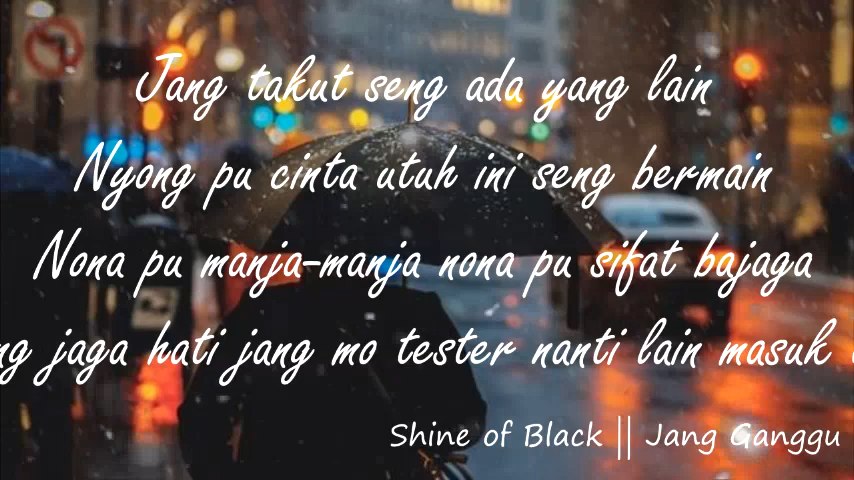 Jang takut seng ada yang lain
Nyong pu cinta utuh ini seng bermain
Nona pu manja-manja nona pu sifat bajaga
jaga hati jang mo tester nanti lain masuk
Shine of Black || Jang Ganggu